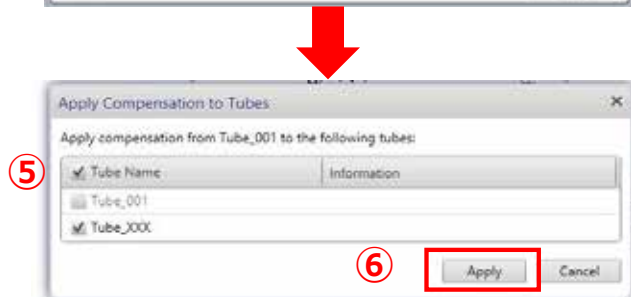 Apply Compensation to Tubes
Apply compensation from Tube_001 to the following tubes:
⑤
Tube Name Information
Tube_001
Tube_XXX
⑥
Apply Cancel